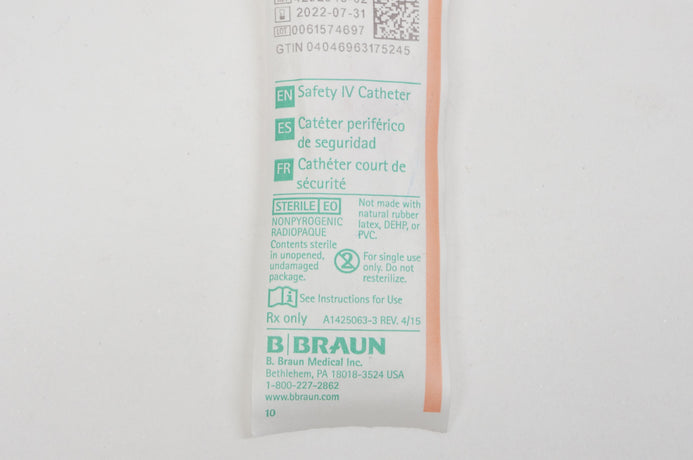 2022-07-31
LOT 0061574697
GTIN 04046963175245
EN Safety IV Catheter
ES Catéter periférico
de seguridad
FR Cathéter court de
sécurité
STERILE EO
NONPYROGENIC
RADIOPAQUE
Contents sterile
in unopened,
undamaged
package.
Not made with
natural rubber
latex, DEHP, or
PVC.
2
For single use
only. Do not
resterilize.
i See Instructions for Use
Rx only A1425063-3 REV. 4/15
B|BRAUN
B. Braun Medical Inc.
Bethlehem, PA 18018-3524 USA
1-800-227-2862
www.bbraun.com
10